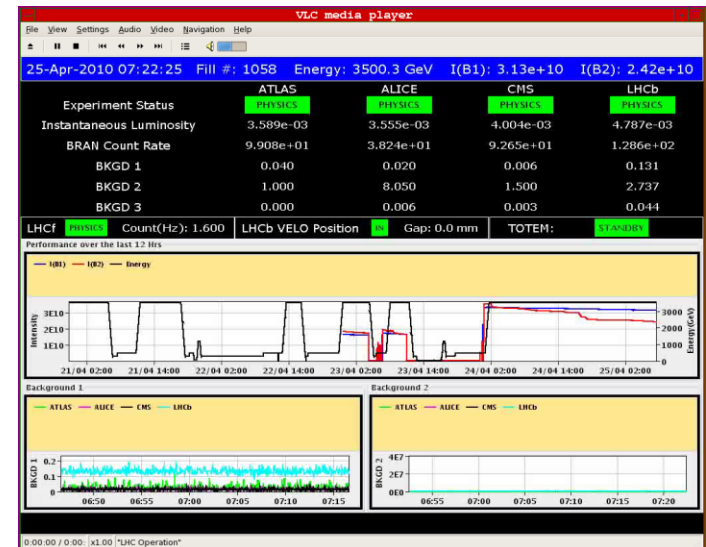 VLC media player
File View Settings Audio Video Navigation Help
25-Apr-2010 07:22:25 Fill #: 1058 Energy: 3500.3 GeV I(B1): 3.13e+10 I(B2): 2.42e+10
ATLAS ALICE CMS LHCb
Experiment Status PHYSICS PHYSICS PHYSICS PHYSICS
Instantaneous Luminosity 3.589e-03 3.555e-03 4.004e-03 4.787e-03
BRAN Count Rate 9.908e+01 3.824e+01 9.265e+01 1.286e+02
BKGD 1 0.040 0.020 0.006 0.131
BKGD 2 1.000 8.050 1.500 2.737
BKGD 3 0.000 0.006 0.003 0.044
LHCf PHYSICS Count(Hz): 1.600 LHCb VELO Position IN Gap: 0.0 mm TOTEM: STANDBY
Performance over the last 12 Hrs
I(B1) I(B2) Energy
Intensity
3E10
2E10
1E10
3000
2000
1000
0
Energy(GeV)
21/04 02:00 21/04 14:00 22/04 02:00 22/04 14:00 23/04 02:00 23/04 14:00 24/04 02:00 24/04 14:00 25/04 02:00
Background 1
ATLAS ALICE CMS LHCb
BKGD 1
0.2
0.1
0.0
06:50 06:55 07:00 07:05 07:10 07:15
Background 2
ATLAS ALICE CMS LHCb
BKGD 2
4E7
2E7
0E0
06:55 07:00 07:05 07:10 07:15 07:20
0:00:00 / 0:00: x1.00 "LHC Operation"